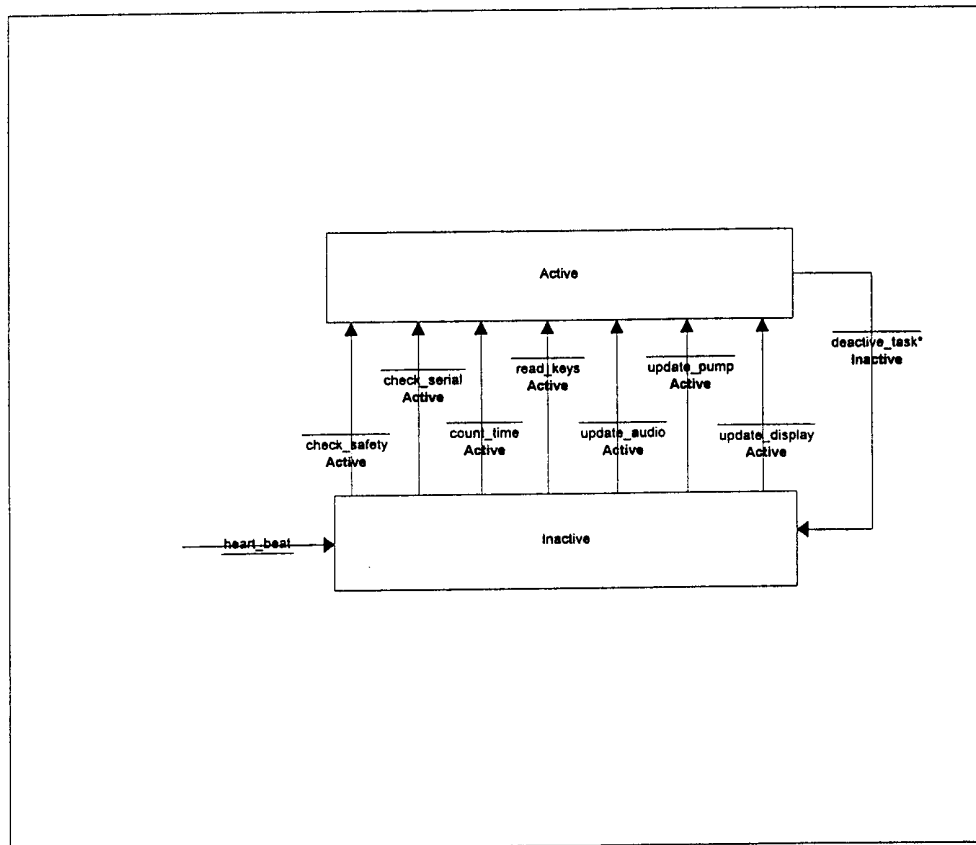 Active
deactive_task*
Inactive
read_keys
Active
update_pump
Active
check_serial
Active
count_time
Active
update_audio
Active
update_display
Active
check_safety
Active
Inactive
heart_beat